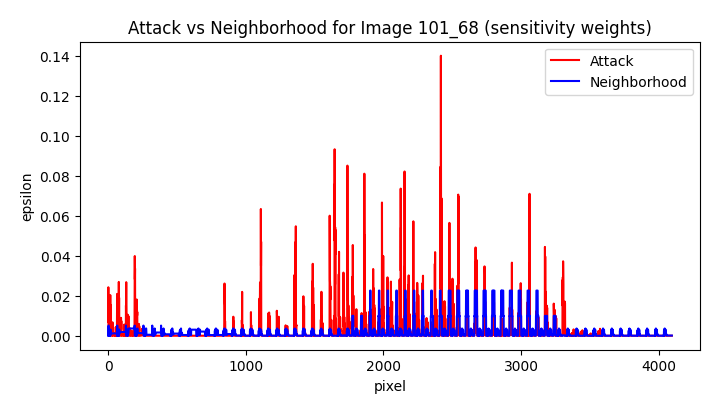 Attack vs Neighborhood for Image 101_68 (sensitivity weights)
Attack
Neighborhood
epsilon
0.14
0.12
0.10
0.08
0.06
0.04
0.02
0.00
0
1000
2000
3000
4000
pixel